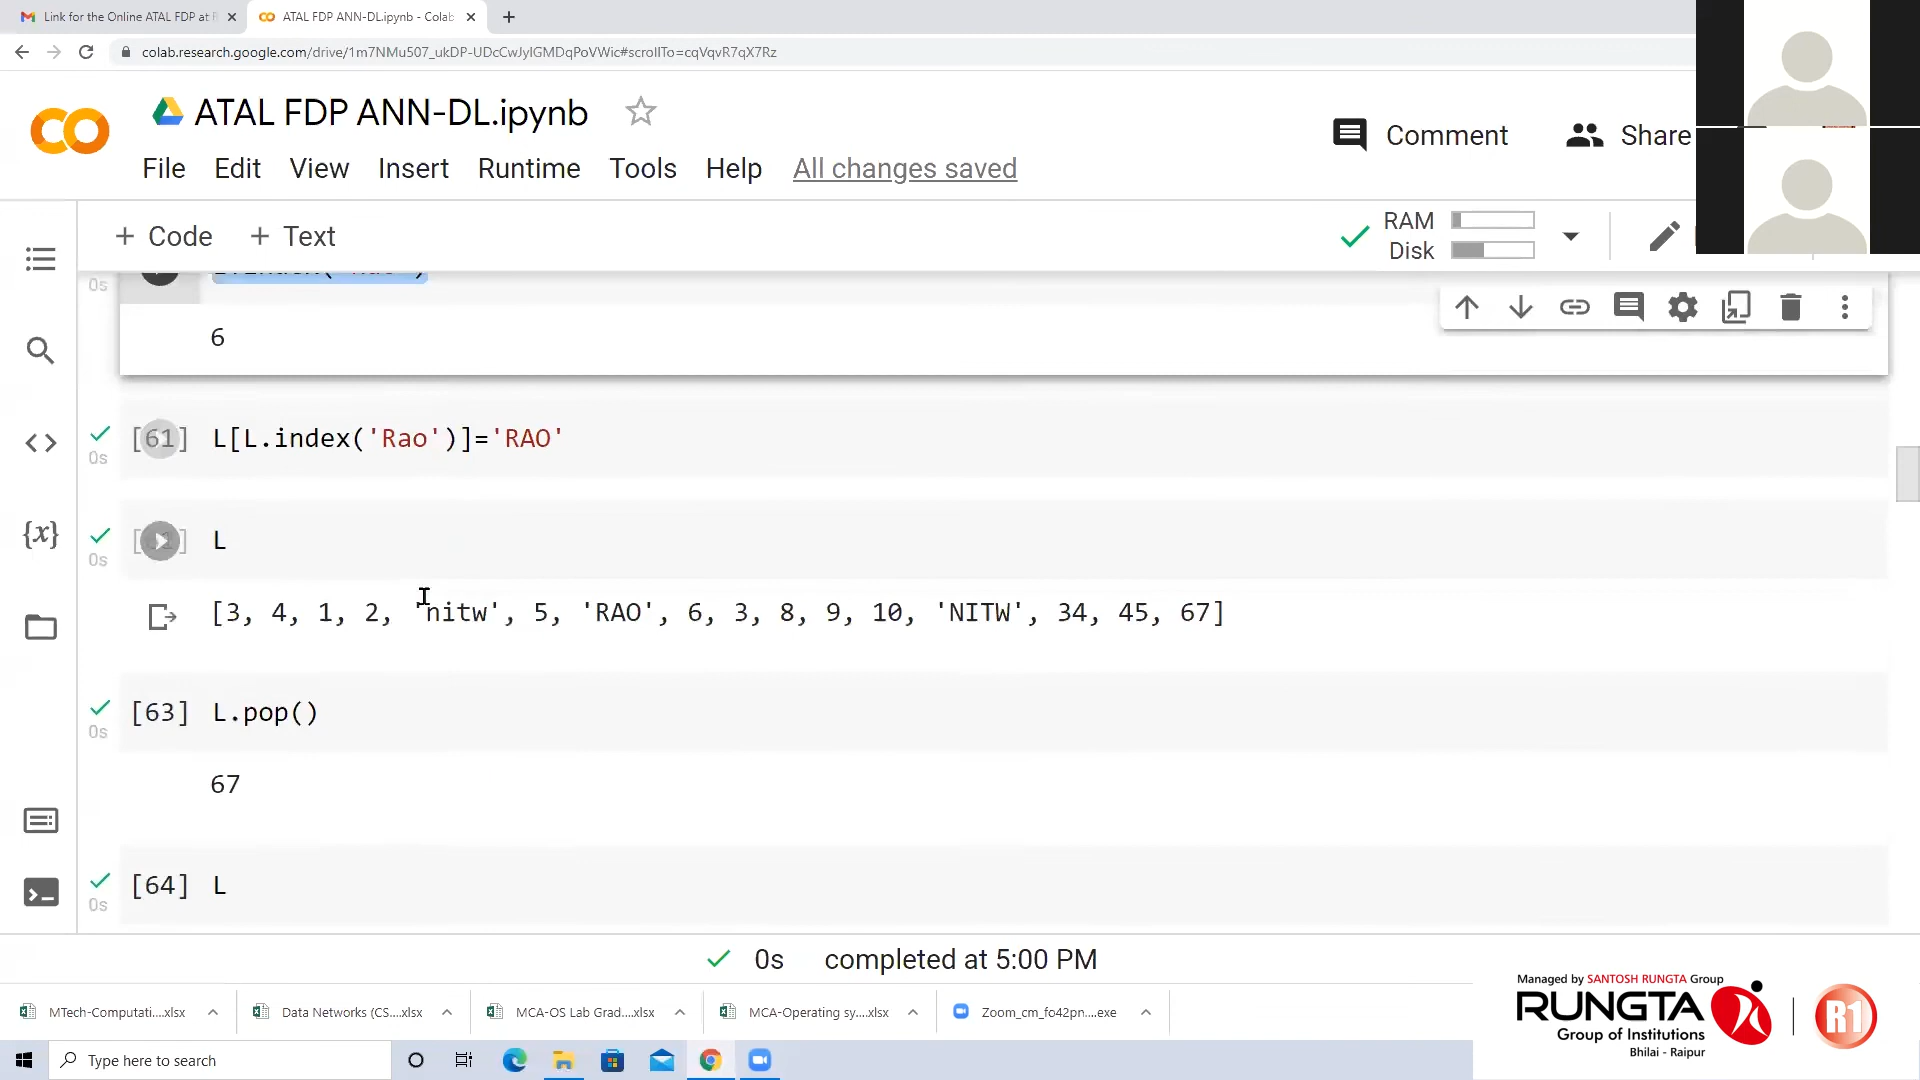 Link for the Online ATAL FDP at
ATAL FDP ANN-DL.ipynb - Colab
colab.research.google.com/drive/1m7NMu507_ukDP-UDcCwJyIGMDqPoVWic#scrollTo=cqVqvR7qX7Rz
ATAL FDP ANN-DL.ipynb
Comment
Share
File Edit View Insert Runtime Tools Help All changes saved
+ Code + Text
RAM
Disk
0s
6
[61] L[L.index('Rao')]='RAO'
0s
L
0s
[3, 4, 1, 2, 'nitw', 5, 'RAO', 6, 3, 8, 9, 10, 'NITW', 34, 45, 67]
[63] L.pop()
0s
67
[64] L
0s
0s completed at 5:00 PM
MTech-Computati....xlsx
Data Networks (CS....xlsx
MCA-OS Lab Grad....xlsx
MCA-Operating sy....xlsx
Zoom_cm_fo42pn....exe
Managed by SANTOSH RUNGTA Group
RUNGTA
Group of Institutions
Bhilai - Raipur
R1
Type here to search